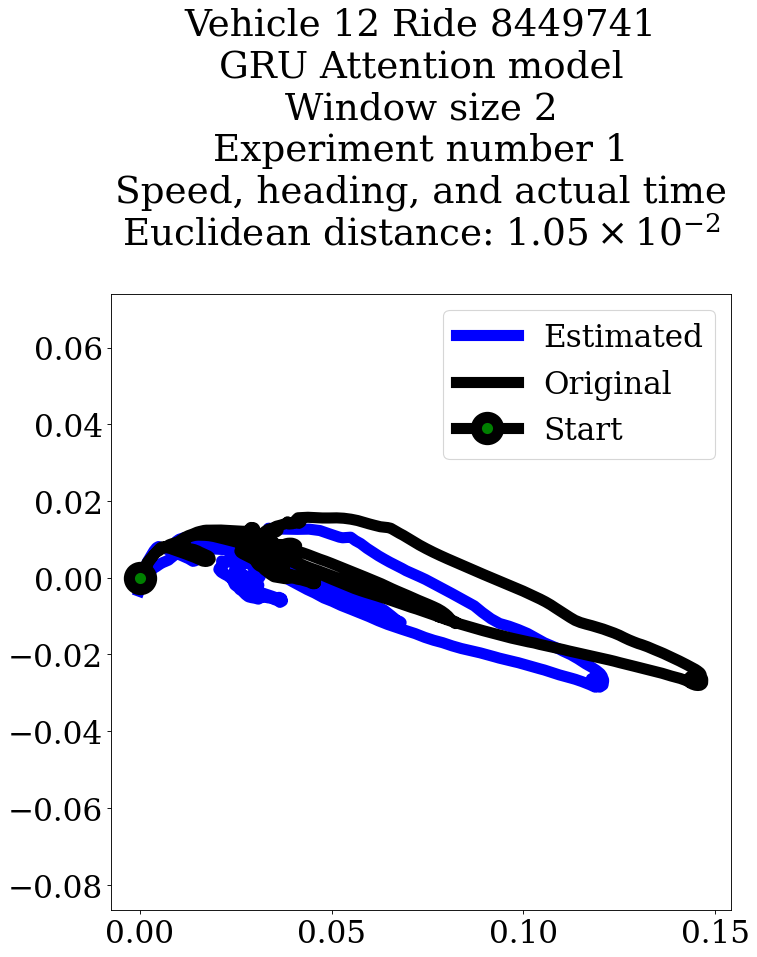 Vehicle 12 Ride 8449741
GRU Attention model
Window size 2
Experiment number 1
Speed, heading, and actual time
Euclidean distance: 1.05 × 10⁻²
Estimated
Original
Start
0.06
0.04
0.02
0.00
−0.02
−0.04
−0.06
−0.08
0.00 0.05 0.10 0.15